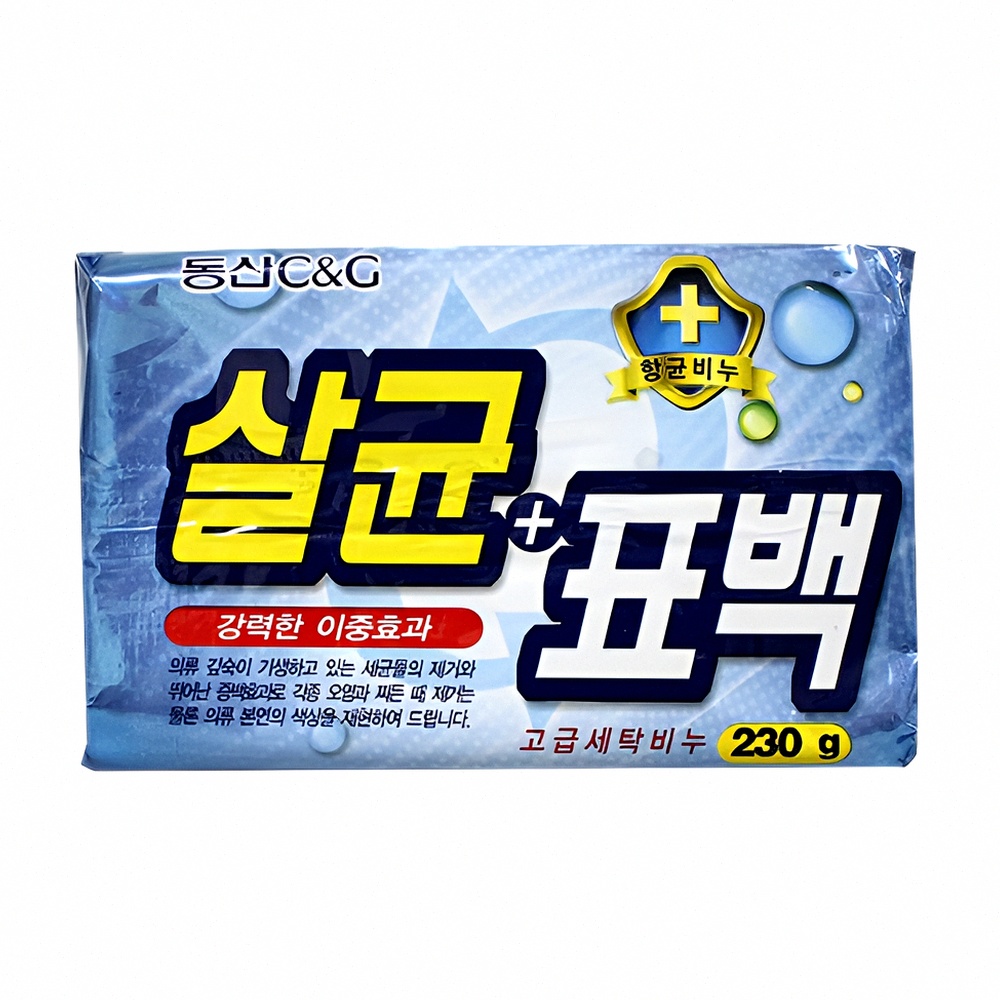 동산C&G
항균비누
살균
+
표백
강력한 이중효과
의류 깊숙이 기생하고 있는 세균들의 제거와
뛰어난 표백효과로 각종 오염과 찌든 때 제거는
물론 의류 본연의 색상을 재현하여 드립니다.
고급세탁비누 230 g